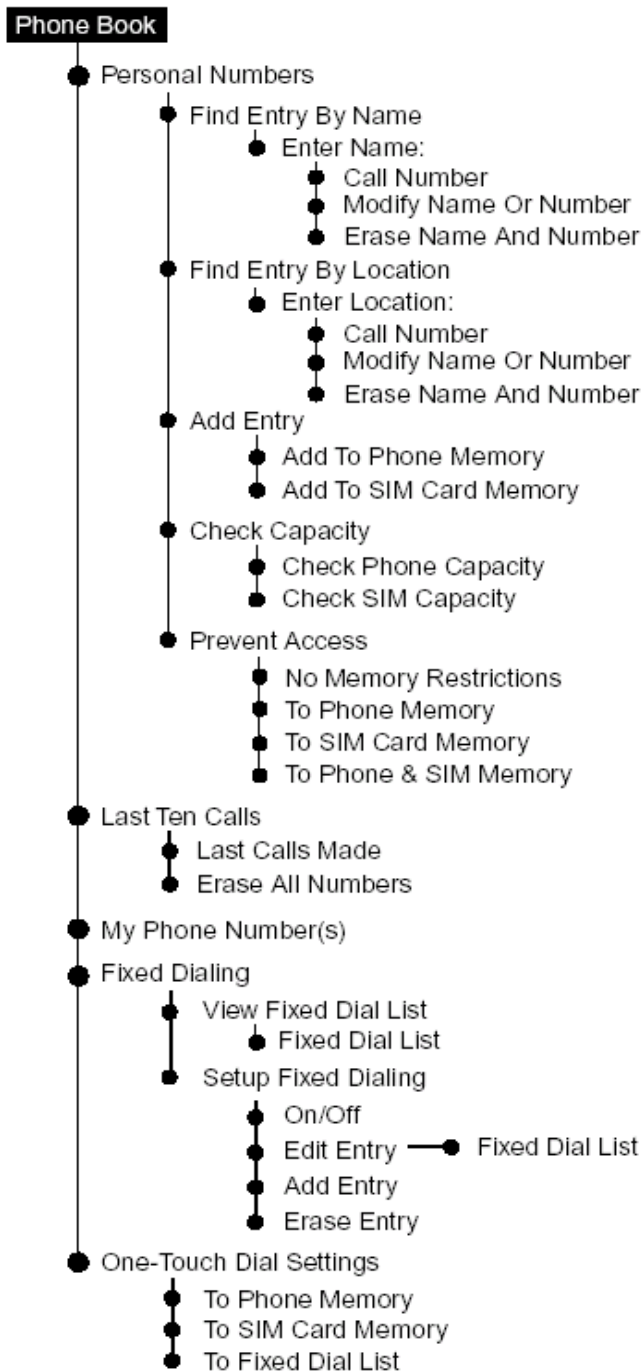 Phone Book
Personal Numbers
Find Entry By Name
Enter Name:
Call Number
Modify Name Or Number
Erase Name And Number
Find Entry By Location
Enter Location:
Call Number
Modify Name Or Number
Erase Name And Number
Add Entry
Add To Phone Memory
Add To SIM Card Memory
Check Capacity
Check Phone Capacity
Check SIM Capacity
Prevent Access
No Memory Restrictions
To Phone Memory
To SIM Card Memory
To Phone & SIM Memory
Last Ten Calls
Last Calls Made
Erase All Numbers
My Phone Number(s)
Fixed Dialing
View Fixed Dial List
Fixed Dial List
Setup Fixed Dialing
On/Off
Edit Entry Fixed Dial List
Add Entry
Erase Entry
One-Touch Dial Settings
To Phone Memory
To SIM Card Memory
To Fixed Dial List